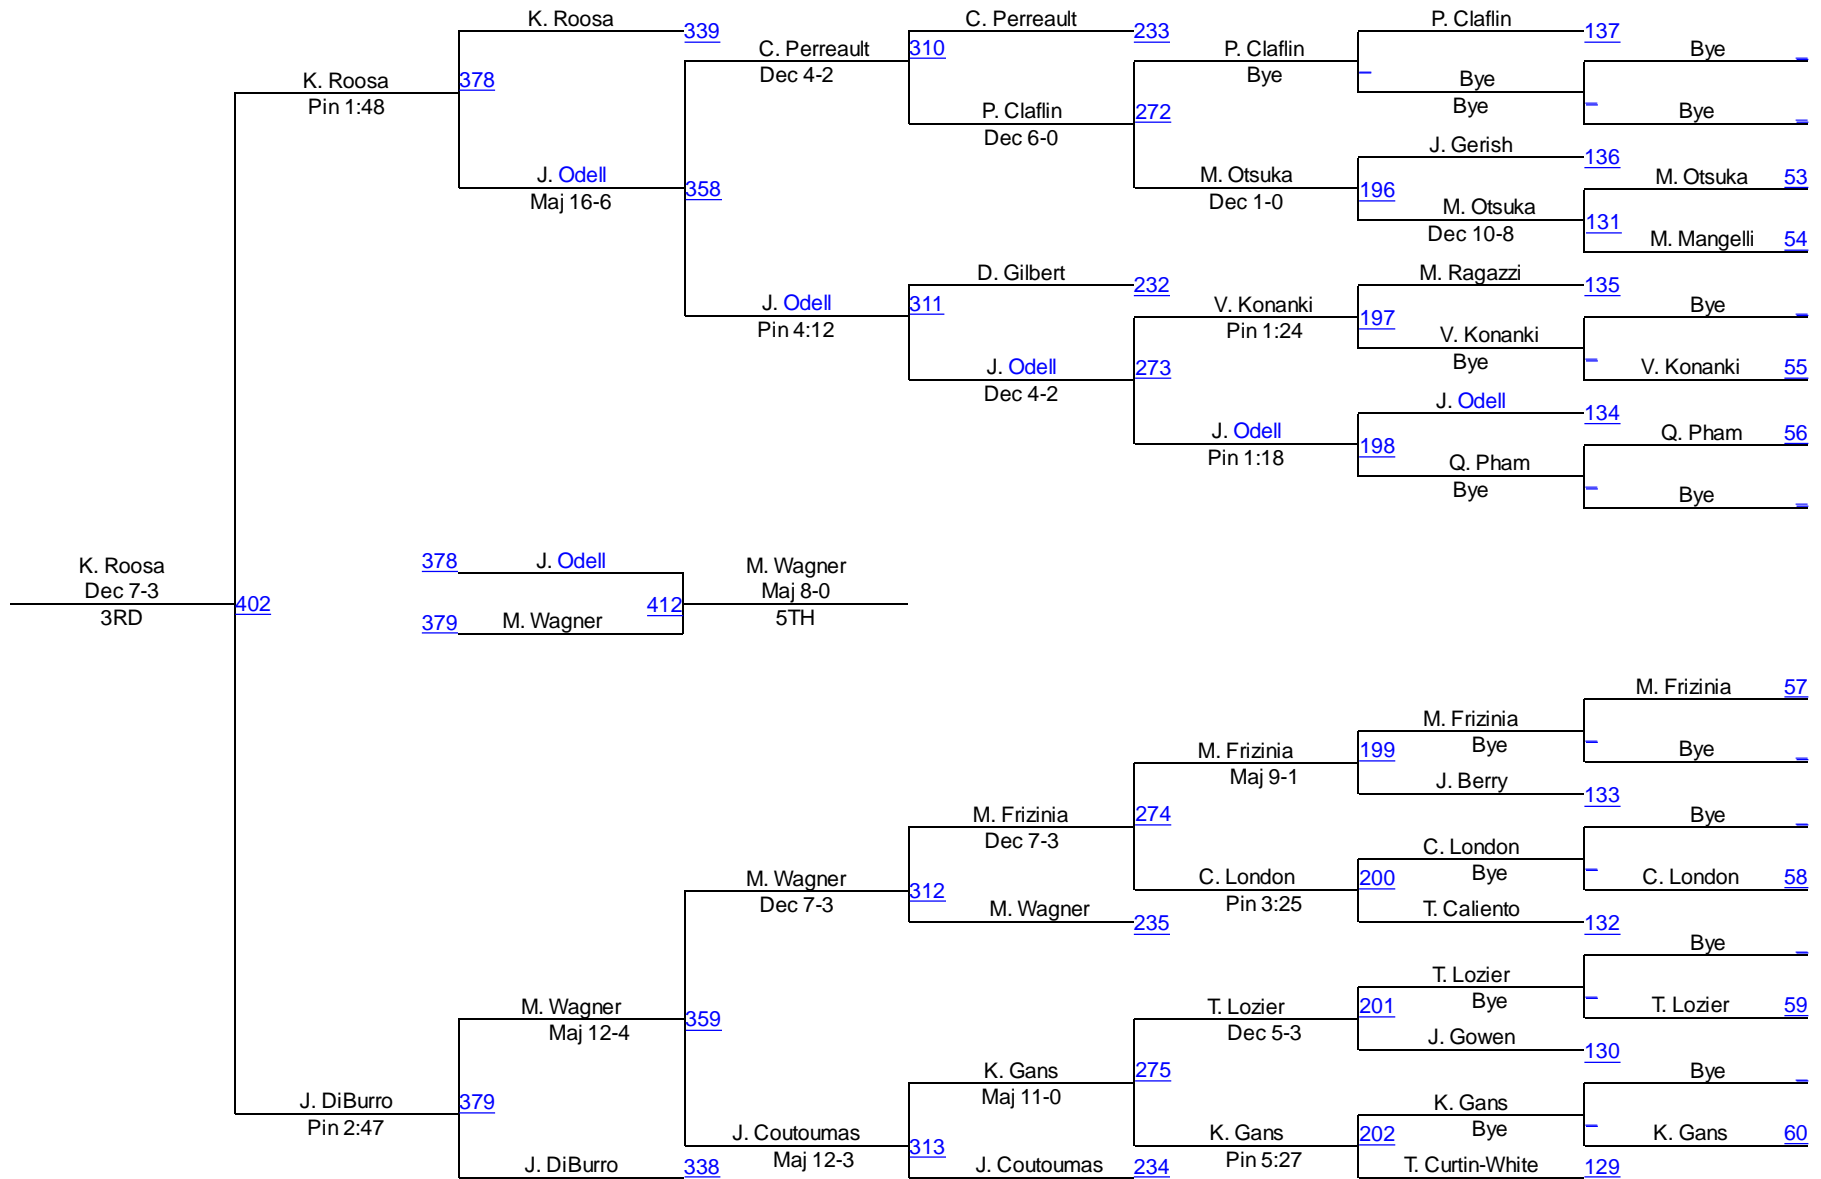 K. Roosa
339
C. Perreault
Dec 4-2
310
C. Perreault
233
P. Claflin
Bye
P. Claflin
137
Bye
_
K. Roosa
Pin 1:48
378
P. Claflin
Dec 6-0
272
_
Bye
Bye
_
Bye
_
J. Gerish
136
J. Odell
Maj 16-6
358
M. Otsuka
Dec 1-0
196
M. Otsuka
Dec 10-8
131
M. Otsuka
53
M. Mangelli
54
J. Odell
Pin 4:12
311
D. Gilbert
232
V. Konanki
Pin 1:24
197
M. Ragazzi
135
Bye
_
V. Konanki
Bye
_
V. Konanki
55
J. Odell
Dec 4-2
273
J. Odell
134
J. Odell
Pin 1:18
198
Q. Pham
Bye
_
Q. Pham
56
Bye
_
K. Roosa
Dec 7-3
3RD
402
378
J. Odell
379
M. Wagner
412
M. Wagner
Maj 8-0
5TH
M. Frizinia
57
M. Frizinia
Bye
_
Bye
_
M. Frizinia
Maj 9-1
199
J. Berry
133
M. Frizinia
Dec 7-3
274
Bye
_
C. London
Bye
_
C. London
58
M. Wagner
Dec 7-3
312
M. Wagner
235
C. London
Pin 3:25
200
T. Caliento
132
Bye
_
M. Wagner
Maj 12-4
359
T. Lozier
Dec 5-3
201
T. Lozier
Bye
_
T. Lozier
59
J. Gowen
130
K. Gans
Maj 11-0
275
Bye
_
J. DiBurro
Pin 2:47
379
J. DiBurro
338
J. Coutoumas
Maj 12-3
313
J. Coutoumas
234
K. Gans
Pin 5:27
202
K. Gans
Bye
_
K. Gans
60
T. Curtin-White
129